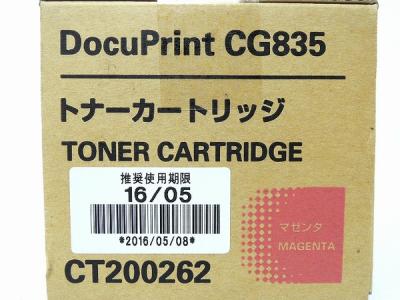 DocuPrint CG835
トナーカートリッジ
TONER CARTRIDGE
推奨使用期限
16/05
*2016/05/08*
マゼンタ
MAGENTA
CT200262